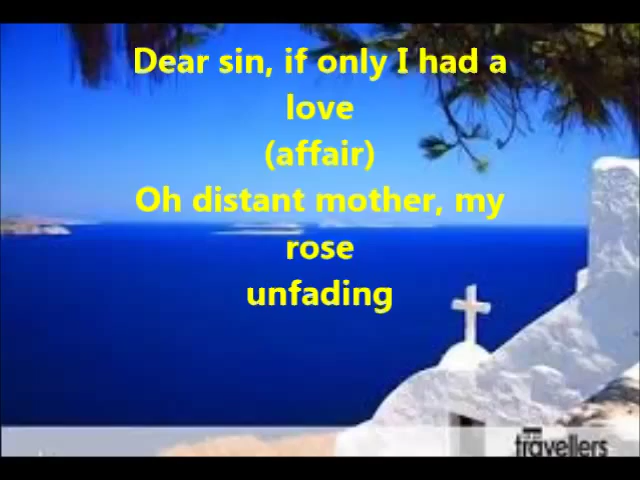 Dear sin, if only I had a
love
(affair)
Oh distant mother, my
rose
unfading
travellers